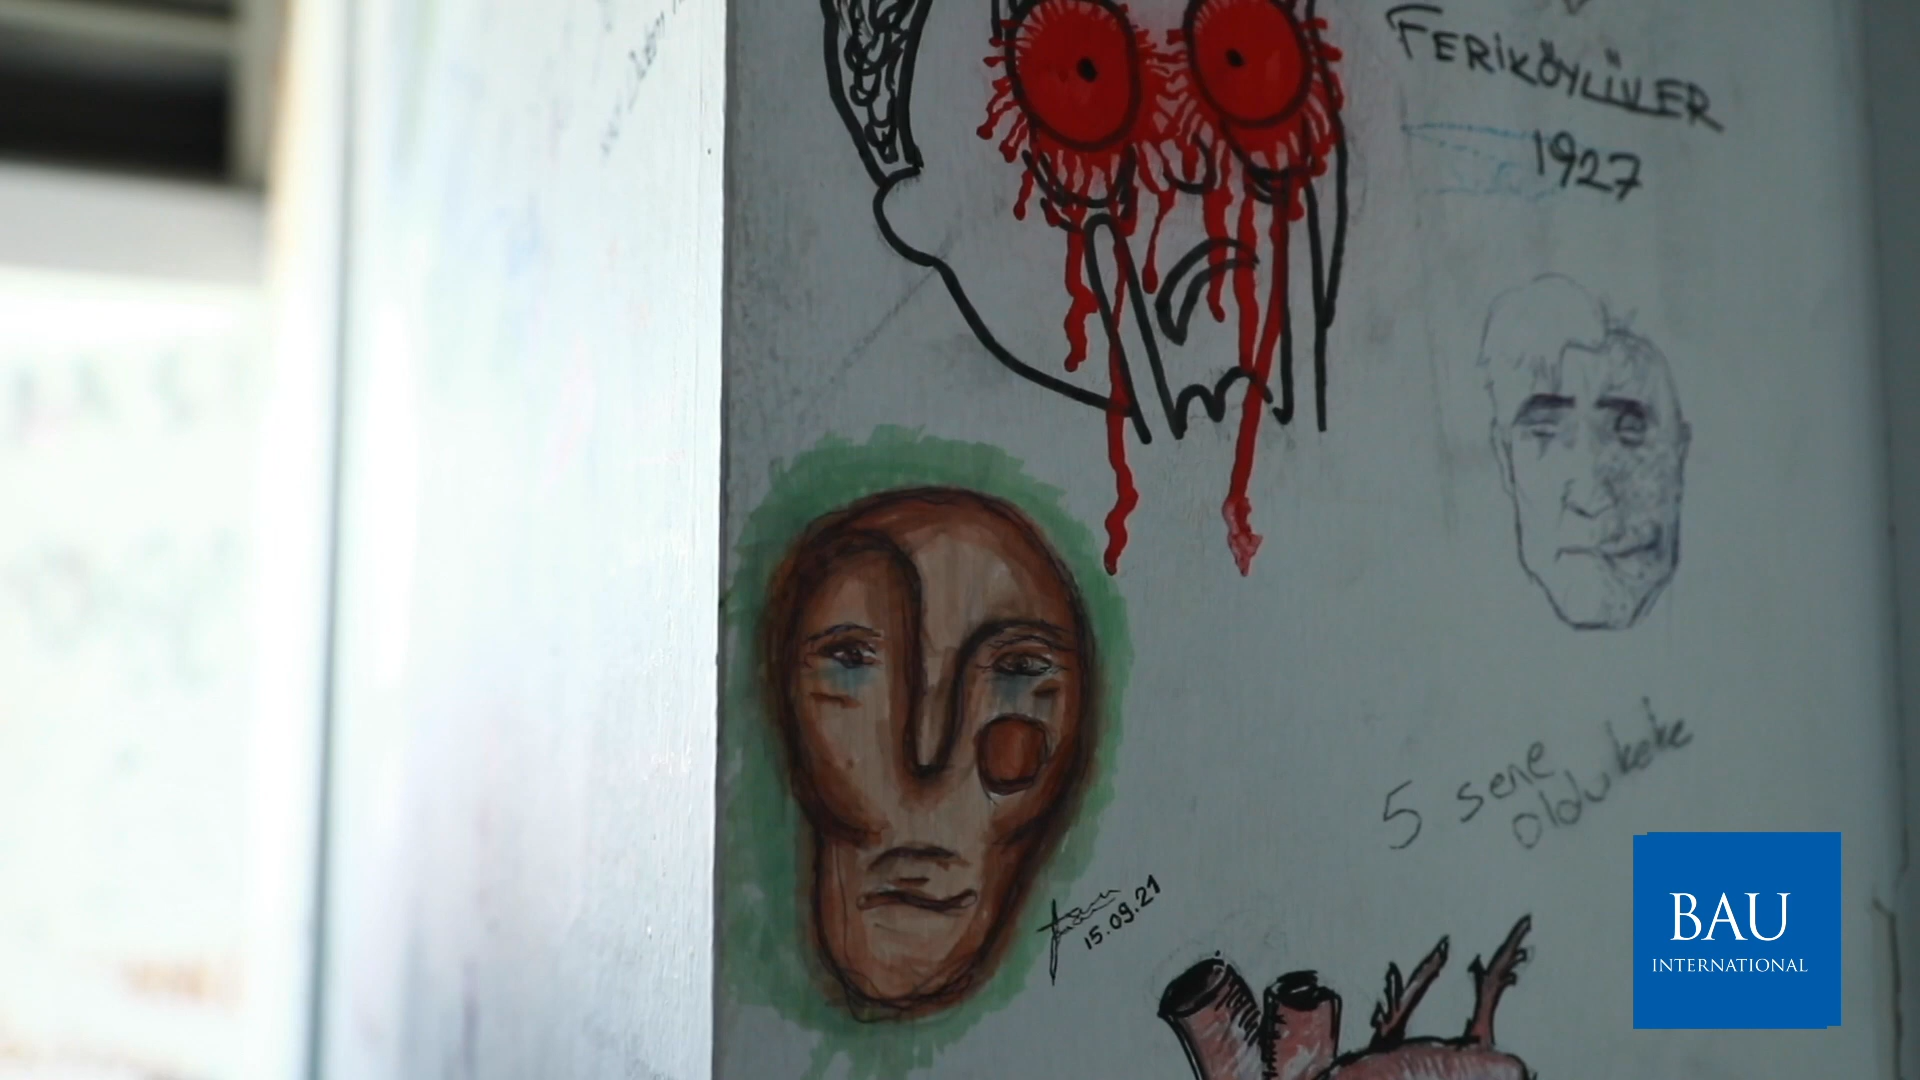 FERİKÖYLÜLER
1927
5 sene
oldu keke
15.09.21
BAU
INTERNATIONAL